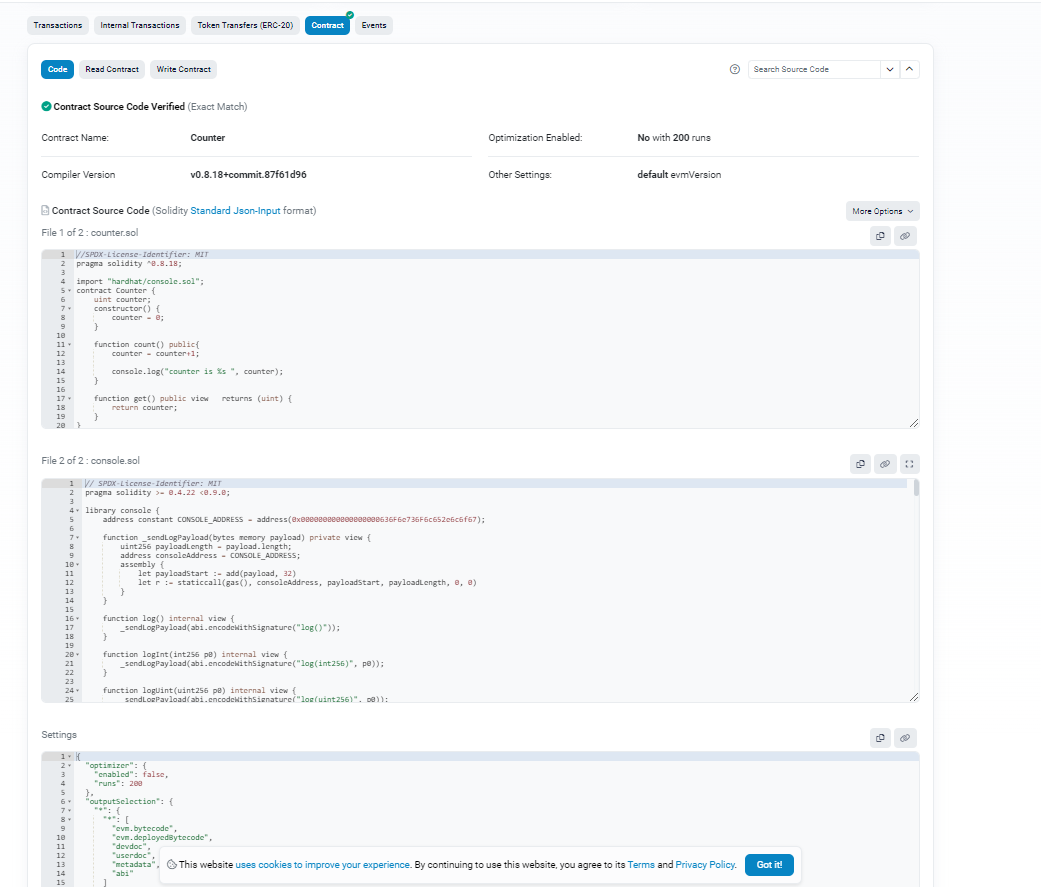 Transactions Internal Transactions Token Transfers (ERC-20) Contract Events
Code Read Contract Write Contract Search Source Code
Contract Source Code Verified (Exact Match)
Contract Name: Counter Optimization Enabled: No with 200 runs
Compiler Version v0.8.18+commit.87f61d96 Other Settings: default evmVersion
Contract Source Code (Solidity Standard Json-Input format) More Options
File 1 of 2 : counter.sol
1 //SPDX-License-Identifier: MIT
2 pragma solidity ^0.8.18;
3
4 import "hardhat/console.sol";
5 contract Counter {
6 uint counter;
7 constructor() {
8 counter = 0;
9 }
10
11 function count() public{
12 counter = counter+1;
13
14 console.log("counter is %s ", counter);
15 }
16
17 function get() public view returns (uint) {
18 return counter;
19 }
20 }
File 2 of 2 : console.sol
1 // SPDX-License-Identifier: MIT
2 pragma solidity >= 0.4.22 <0.9.0;
3
4 library console {
5 address constant CONSOLE_ADDRESS = address(0x000000000000000000636F6e736F6c652e6c6f67);
6
7 function _sendLogPayload(bytes memory payload) private view {
8 uint256 payloadLength = payload.length;
9 address consoleAddress = CONSOLE_ADDRESS;
10 assembly {
11 let payloadStart := add(payload, 32)
12 let r := staticcall(gas(), consoleAddress, payloadStart, payloadLength, 0, 0)
13 }
14 }
15
16 function log() internal view {
17 _sendLogPayload(abi.encodeWithSignature("log()"));
18 }
19
20 function logInt(int256 p0) internal view {
21 _sendLogPayload(abi.encodeWithSignature("log(int256)", p0));
22 }
23
24 function logUint(uint256 p0) internal view {
25 _sendLogPayload(abi.encodeWithSignature("log(uint256)", p0));
Settings
1 {
2 "optimizer": {
3 "enabled": false,
4 "runs": 200
5 },
6 "outputSelection": {
7 "*": {
8 "*": [
9 "evm.bytecode",
10 "evm.deployedBytecode",
11 "devdoc",
12 "userdoc",
13 "metadata",
14 "abi"
15 ]
This website uses cookies to improve your experience. By continuing to use this website, you agree to its Terms and Privacy Policy. Got it!